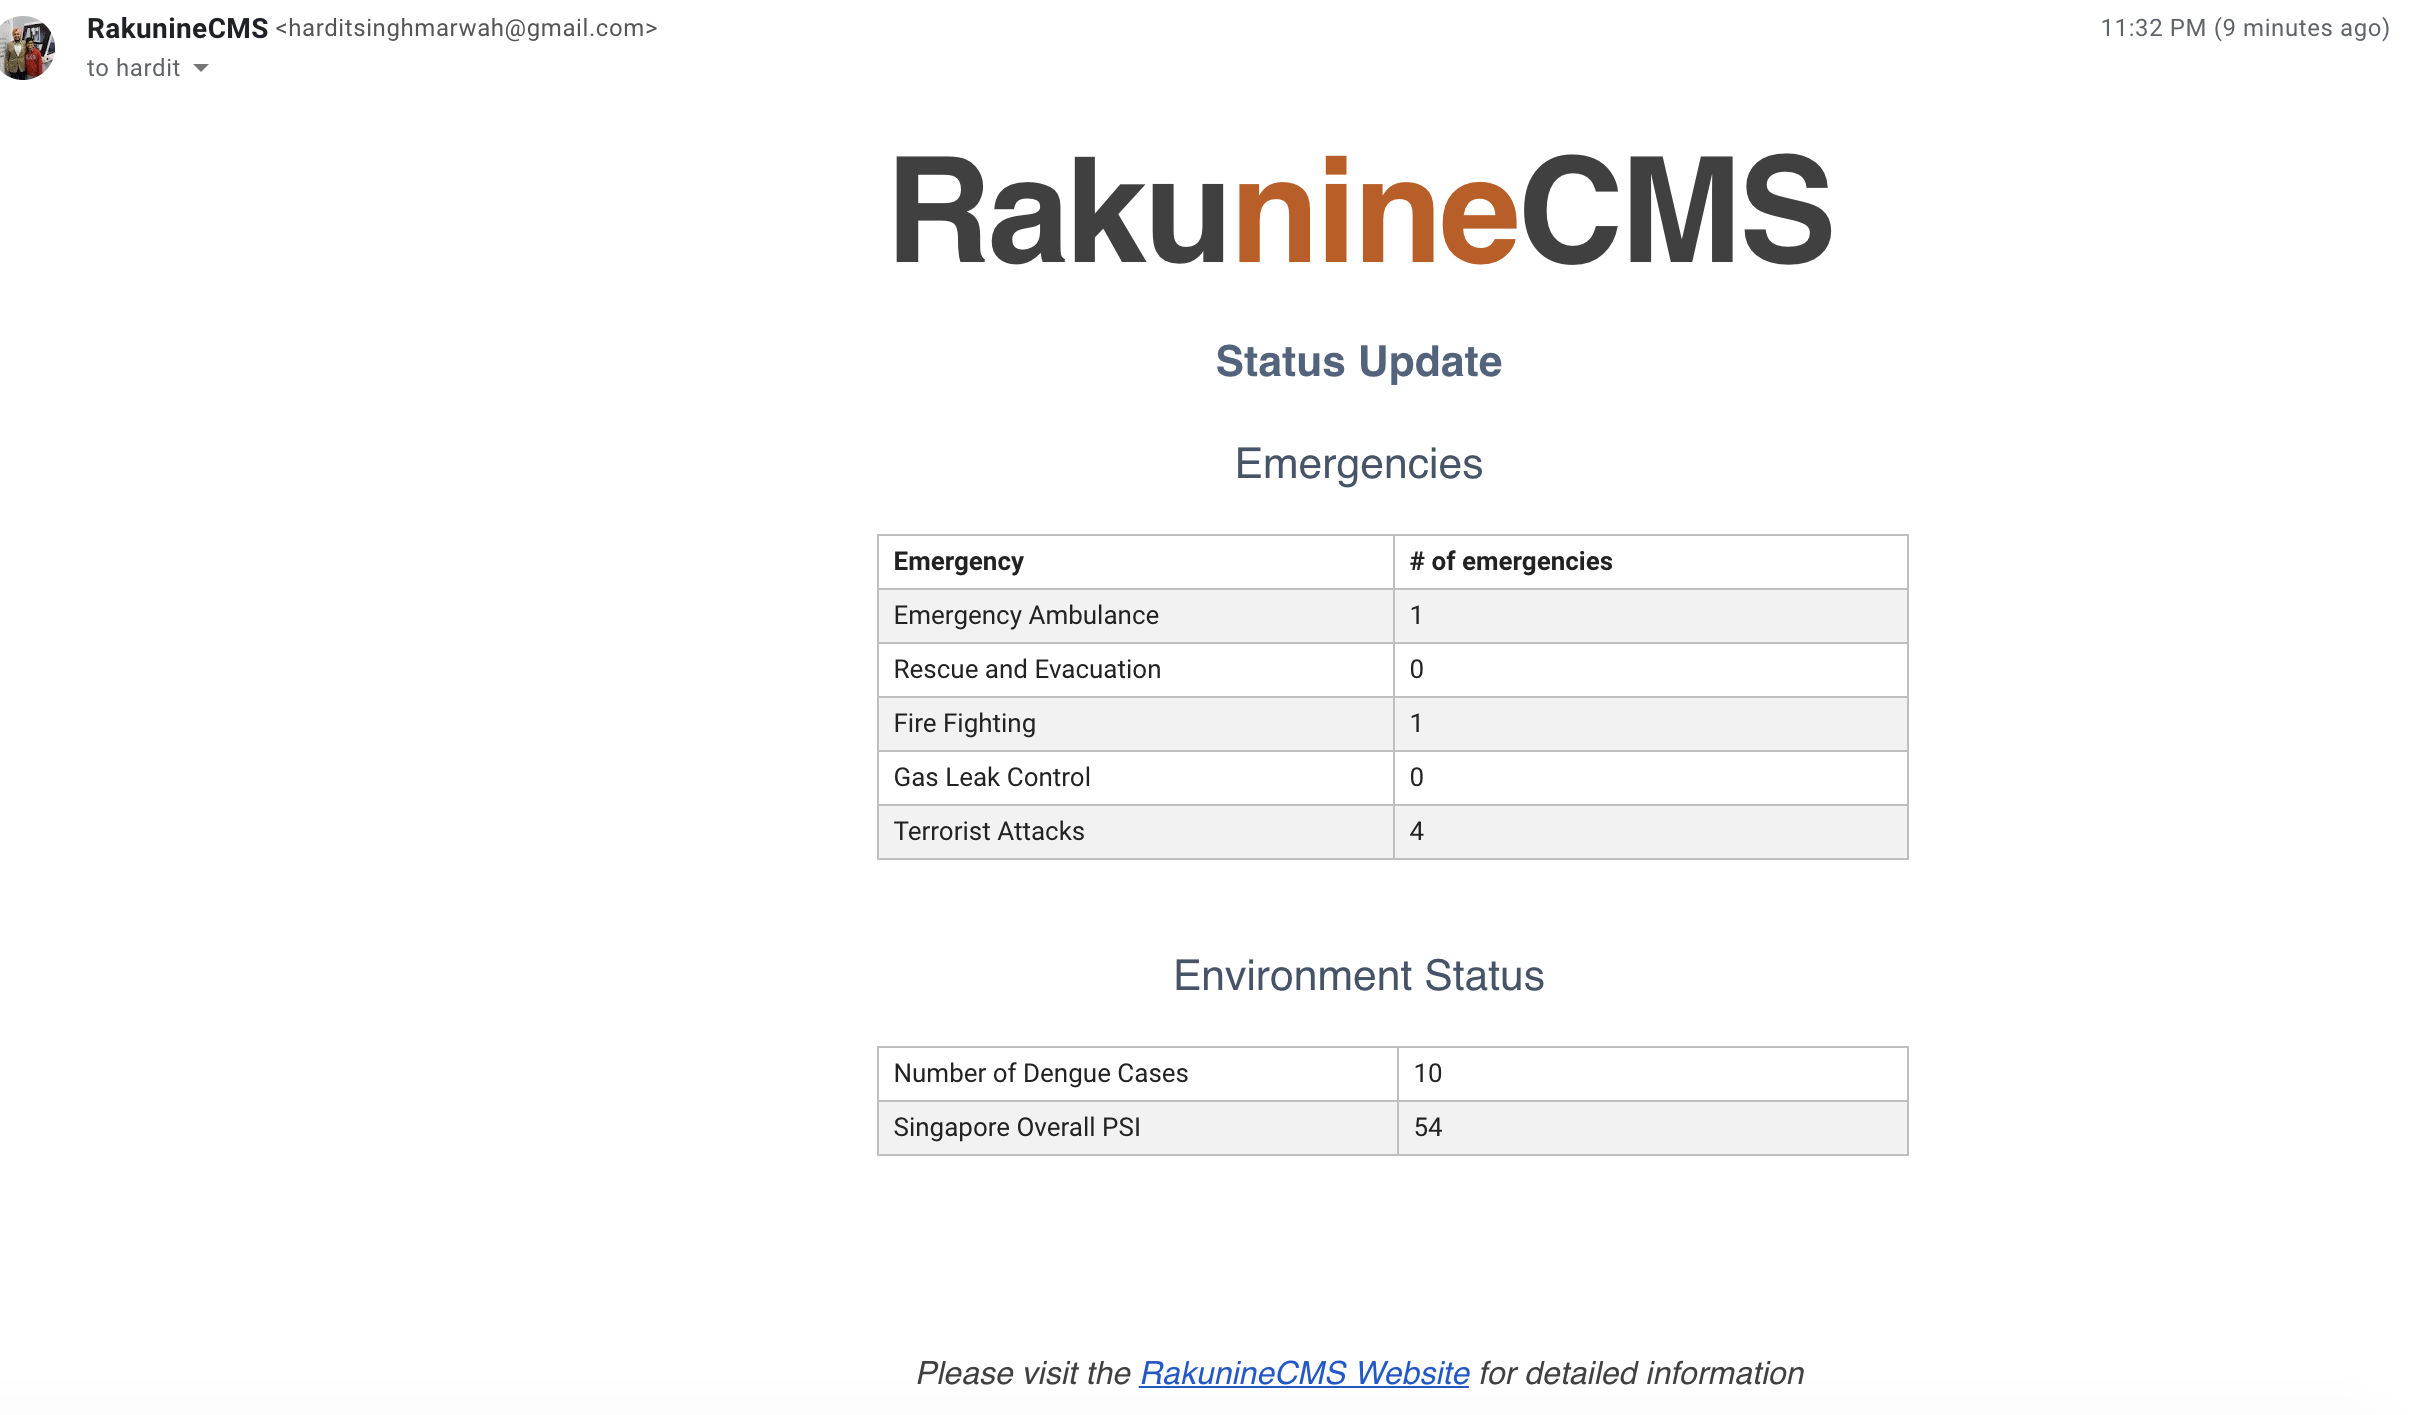 RakunineCMS <harditsinghmarwah@gmail.com> 11:32 PM (9 minutes ago)
to hardit
RakunineCMS
Status Update
Emergencies
Emergency # of emergencies
Emergency Ambulance 1
Rescue and Evacuation 0
Fire Fighting 1
Gas Leak Control 0
Terrorist Attacks 4
Environment Status
Number of Dengue Cases 10
Singapore Overall PSI 54
Please visit the RakunineCMS Website for detailed information